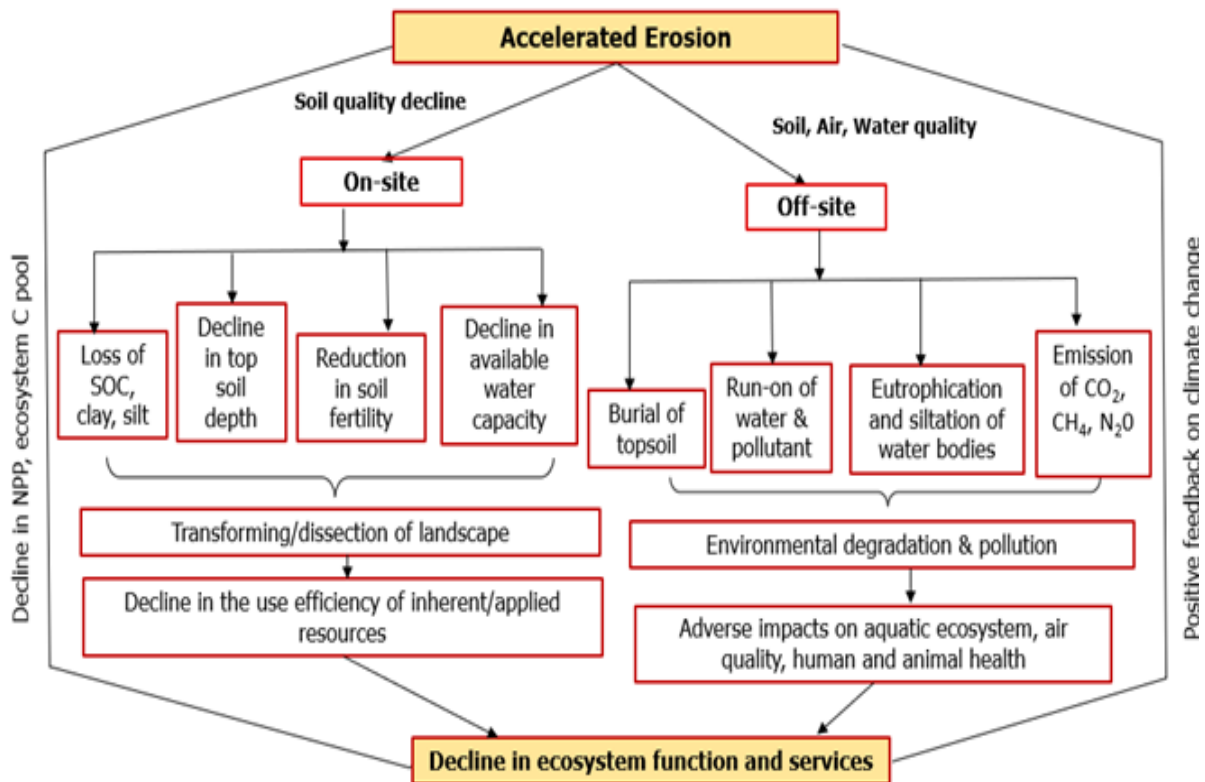 Accelerated Erosion
Soil quality decline
Soil, Air, Water quality
On-site
Off-site
Decline in NPP, ecosystem C pool
Loss of
SOC,
clay, silt
Decline
in top
soil
depth
Reduction
in soil
fertility
Decline in
available
water
capacity
Burial of
topsoil
Run-on of
water &
pollutant
Eutrophication
and siltation of
water bodies
Emission
of CO₂,
CH₄, N₂0
Positive feedback on climate change
Transforming/dissection of landscape
Environmental degradation & pollution
Decline in the use efficiency of inherent/applied
resources
Adverse impacts on aquatic ecosystem, air
quality, human and animal health
Decline in ecosystem function and services